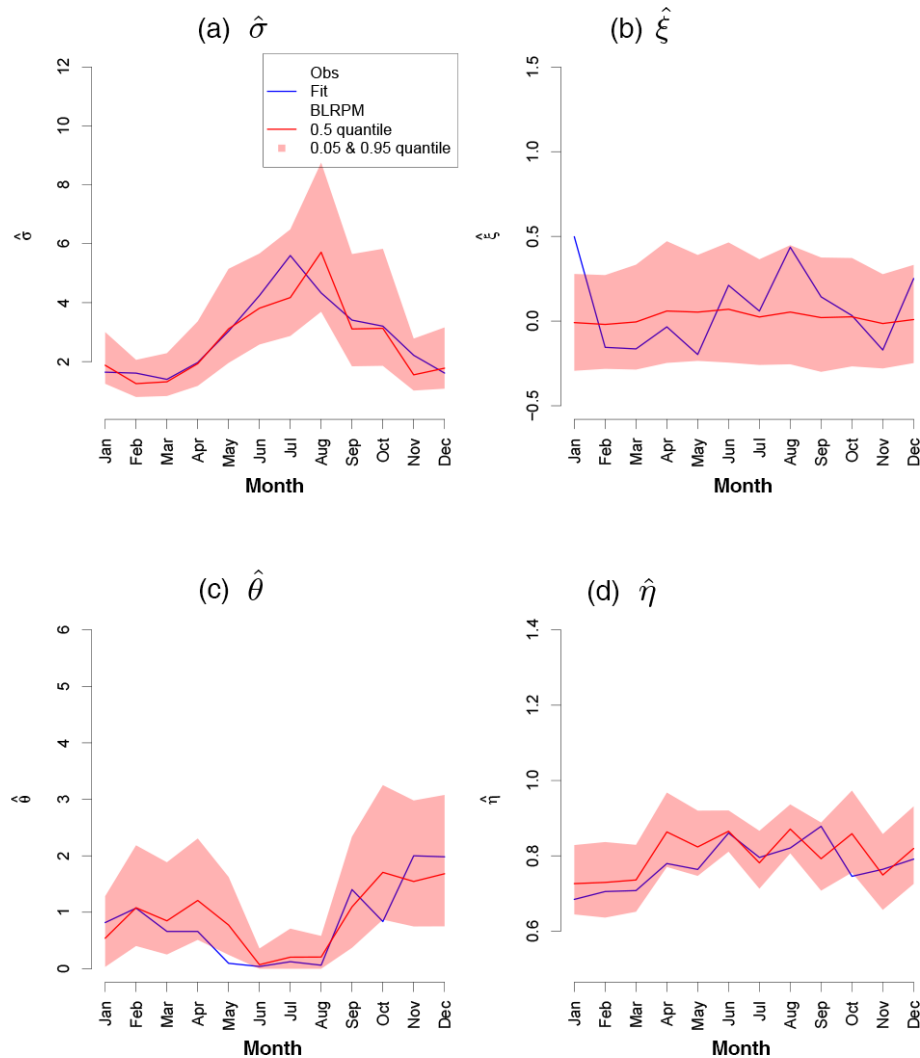 (a) σ̂
12
10
8
6
4
2
σ̂
Obs
Fit
BLRPM
0.5 quantile
0.05 & 0.95 quantile
Jan Feb Mar Apr May Jun Jul Aug Sep Oct Nov Dec
Month
(b) ξ̂
1.5
1.0
0.5
0.0
−0.5
ξ̂
Jan Feb Mar Apr May Jun Jul Aug Sep Oct Nov Dec
Month
(c) θ̂
6
5
4
3
2
1
0
θ̂
Jan Feb Mar Apr May Jun Jul Aug Sep Oct Nov Dec
Month
(d) η̂
1.4
1.2
1.0
0.8
0.6
η̂
Jan Feb Mar Apr May Jun Jul Aug Sep Oct Nov Dec
Month